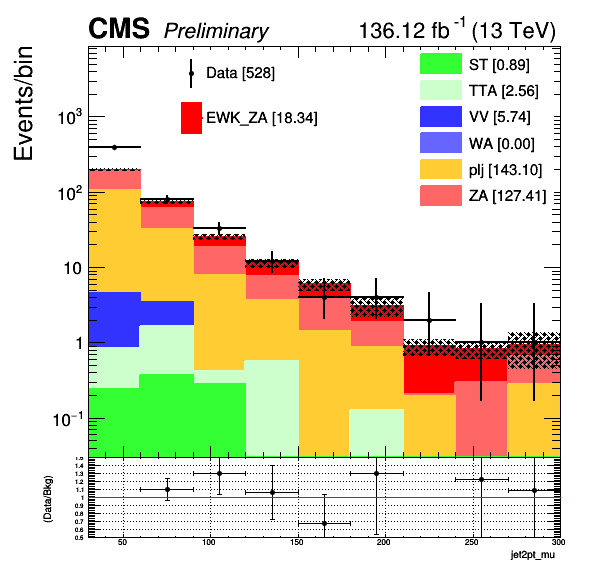 CMS Preliminary 136.12 fb⁻¹ (13 TeV)
Events/bin
Data [528]
EWK_ZA [18.34]
ST [0.89]
TTA [2.56]
VV [5.74]
WA [0.00]
plj [143.10]
ZA [127.41]
10³
10²
10
1
10⁻¹
(Data/Bkg)
1.5
1.4
1.3
1.2
1.1
1
0.9
0.8
0.7
0.6
0.5
50 100 150 200 250 300
jet2pt_mu